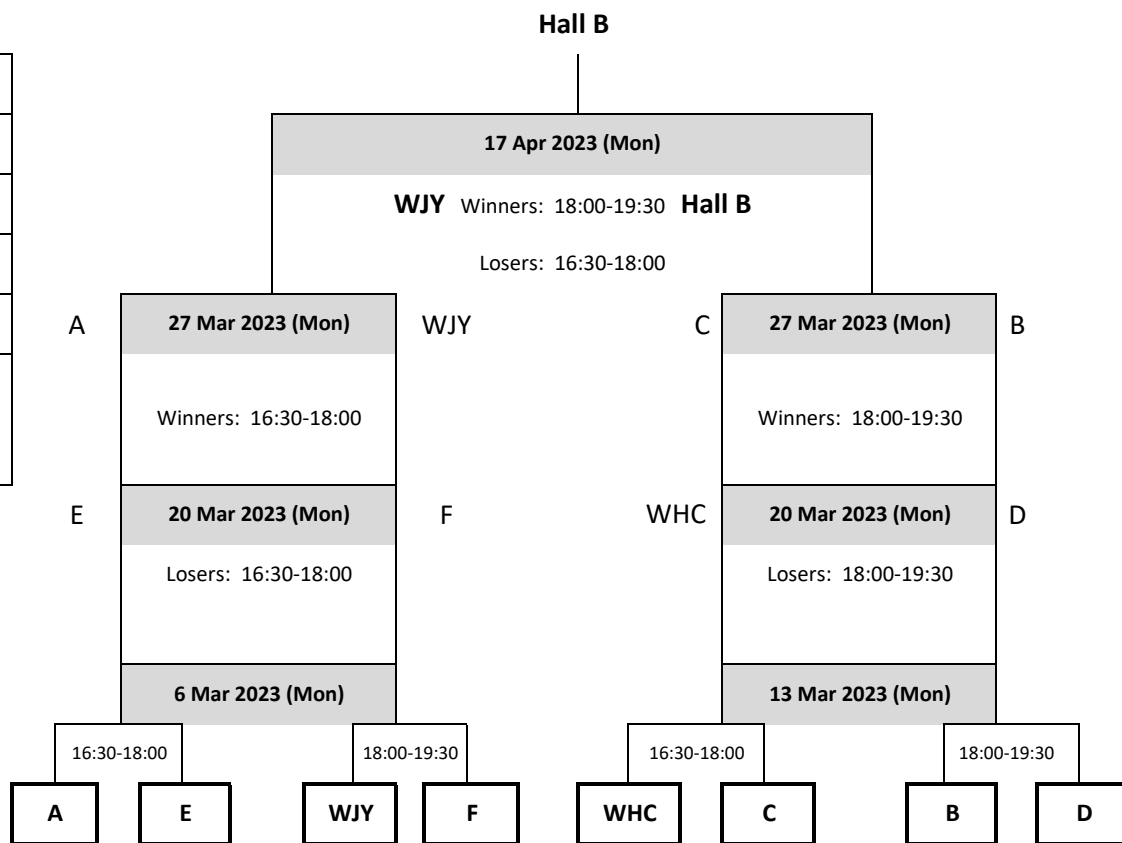 Hall B
17 Apr 2023 (Mon)
WJY Winners: 18:00-19:30 Hall B
Losers: 16:30-18:00
A 27 Mar 2023 (Mon) WJY C 27 Mar 2023 (Mon) B
Winners: 16:30-18:00 Winners: 18:00-19:30
E 20 Mar 2023 (Mon) F WHC 20 Mar 2023 (Mon) D
Losers: 16:30-18:00 Losers: 18:00-19:30
6 Mar 2023 (Mon) 13 Mar 2023 (Mon)
16:30-18:00 18:00-19:30 16:30-18:00 18:00-19:30
A E WJY F WHC C B D